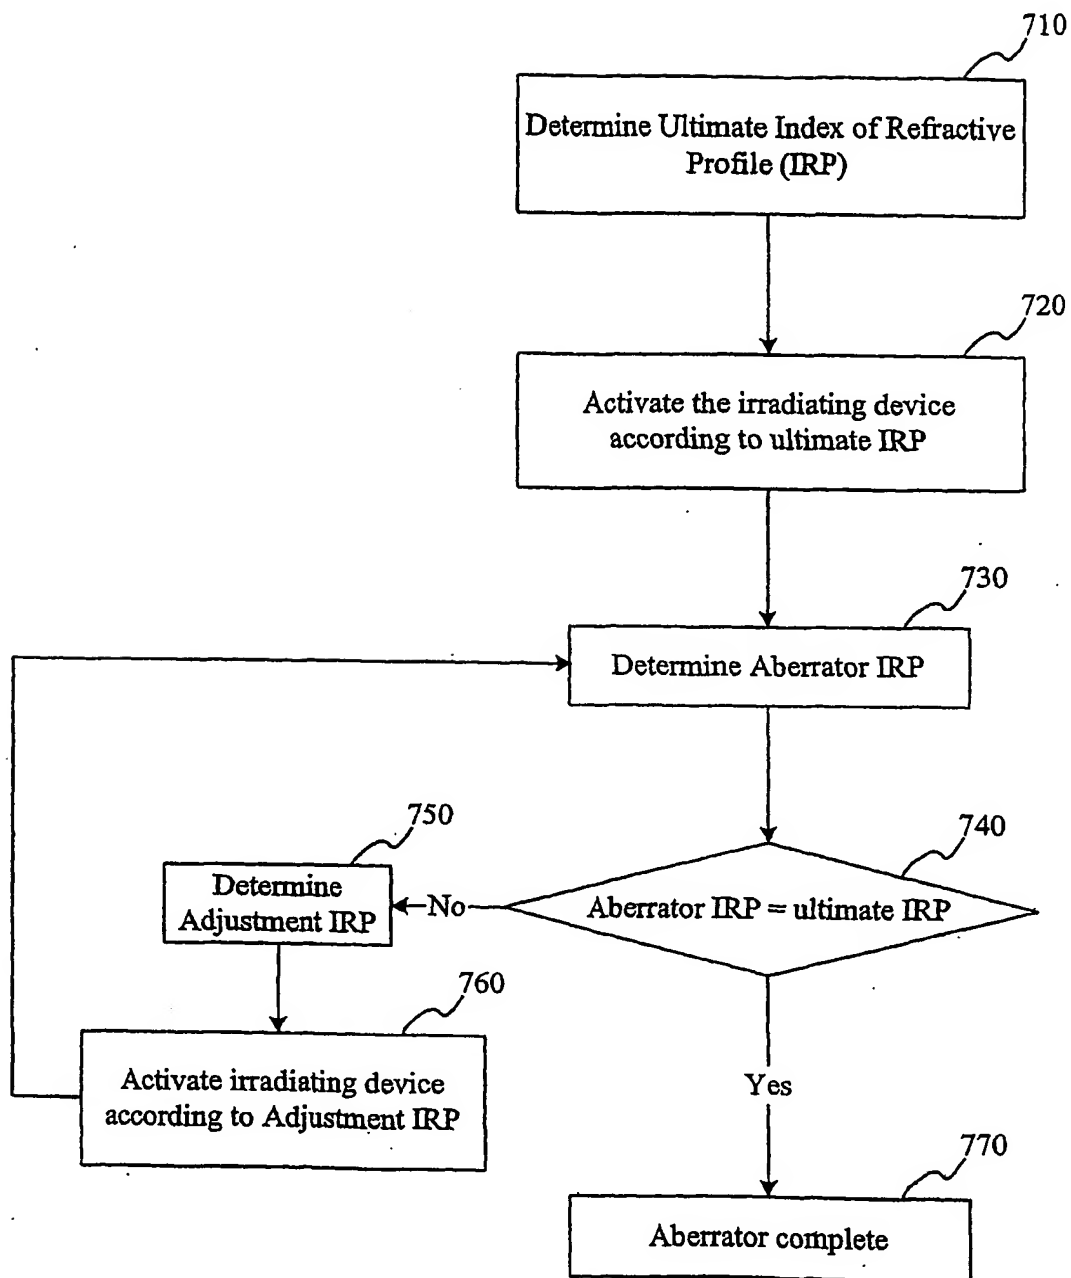 710
Determine Ultimate Index of Refractive
Profile (IRP)
720
Activate the irradiating device
according to ultimate IRP
730
Determine Aberrator IRP
740
Aberrator IRP = ultimate IRP
No
750
Determine
Adjustment IRP
760
Activate irradiating device
according to Adjustment IRP
Yes
770
Aberrator complete